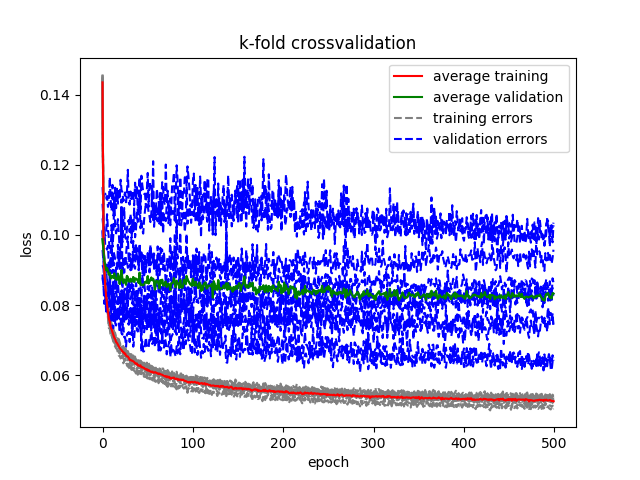 k-fold crossvalidation
average training
average validation
training errors
validation errors
loss
0.14
0.12
0.10
0.08
0.06
0 100 200 300 400 500
epoch